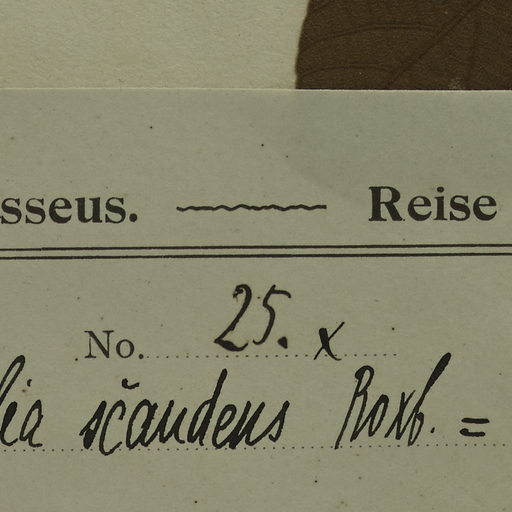 sseus. Reise
No. 25. x
lia scandens Roxb. =